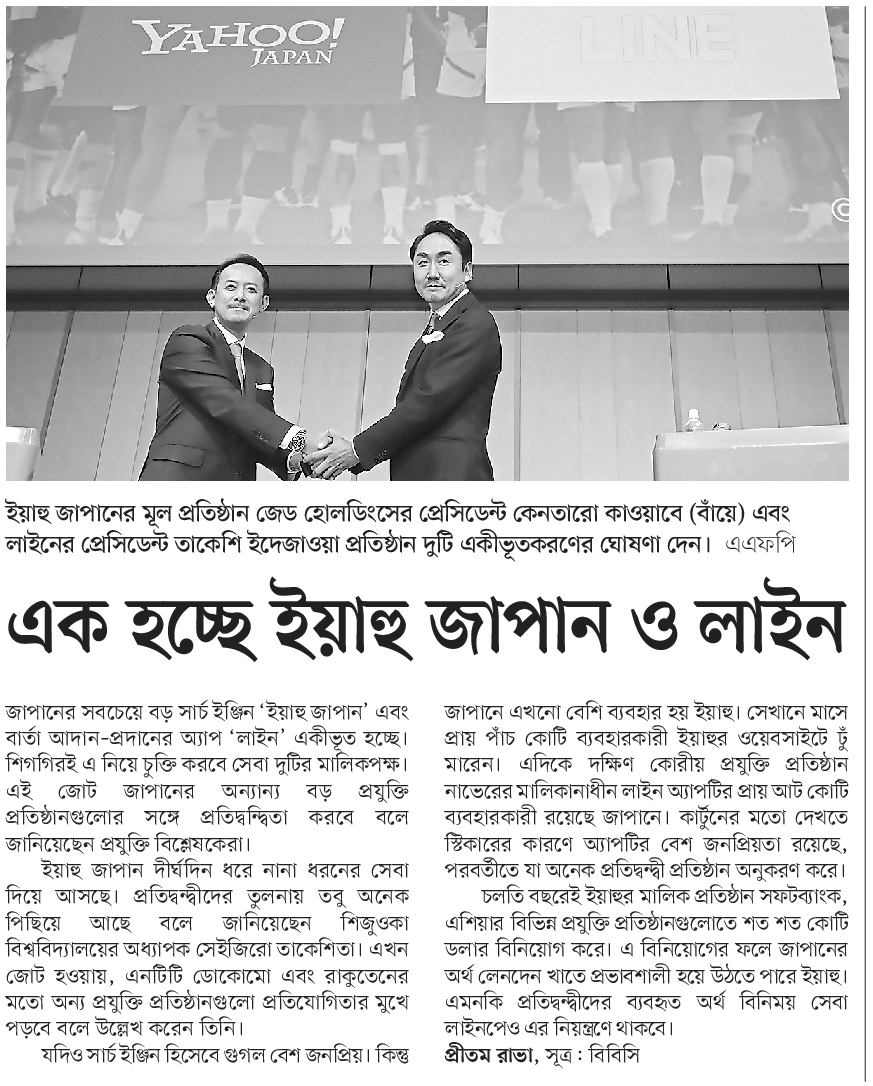 YAHOO!
JAPAN
LINE
©
ইয়াহু জাপানের মূল প্রতিষ্ঠান জেড হোলডিংসের প্রেসিডেন্ট কেনতারো কাওয়াবে (বাঁয়ে) এবং
লাইনের প্রেসিডেন্ট তাকেশি ইদেজাওয়া প্রতিষ্ঠান দুটি একীভূতকরণের ঘোষণা দেন। এএফপি
এক হচ্ছে ইয়াহু জাপান ও লাইন
জাপানের সবচেয়ে বড় সার্চ ইঞ্জিন ‘ইয়াহু জাপান’ এবং
বার্তা আদান-প্রদানের অ্যাপ ‘লাইন’ একীভূত হচ্ছে।
শিগগিরই এ নিয়ে চুক্তি করবে সেবা দুটির মালিকপক্ষ।
এই জোট জাপানের অন্যান্য বড় প্রযুক্তি
প্রতিষ্ঠানগুলোর সঙ্গে প্রতিদ্বন্দ্বিতা করবে বলে
জানিয়েছেন প্রযুক্তি বিশ্লেষকেরা।
ইয়াহু জাপান দীর্ঘদিন ধরে নানা ধরনের সেবা
দিয়ে আসছে। প্রতিদ্বন্দ্বীদের তুলনায় তবু অনেক
পিছিয়ে আছে বলে জানিয়েছেন শিজুওকা
বিশ্ববিদ্যালয়ের অধ্যাপক সেইজিরো তাকেশিতা। এখন
জোট হওয়ায়, এনটিটি ডোকোমো এবং রাকুতেনের
মতো অন্য প্রযুক্তি প্রতিষ্ঠানগুলো প্রতিযোগিতার মুখে
পড়বে বলে উল্লেখ করেন তিনি।
যদিও সার্চ ইঞ্জিন হিসেবে গুগল বেশ জনপ্রিয়। কিন্তু
জাপানে এখনো বেশি ব্যবহার হয় ইয়াহু। সেখানে মাসে
প্রায় পাঁচ কোটি ব্যবহারকারী ইয়াহুর ওয়েবসাইটে ঢুঁ
মারেন। এদিকে দক্ষিণ কোরীয় প্রযুক্তি প্রতিষ্ঠান
নাভেরের মালিকানাধীন লাইন অ্যাপটির প্রায় আট কোটি
ব্যবহারকারী রয়েছে জাপানে। কার্টুনের মতো দেখতে
স্টিকারের কারণে অ্যাপটির বেশ জনপ্রিয়তা রয়েছে,
পরবর্তীতে যা অনেক প্রতিদ্বন্দ্বী প্রতিষ্ঠান অনুকরণ করে।
চলতি বছরেই ইয়াহুর মালিক প্রতিষ্ঠান সফটব্যাংক,
এশিয়ার বিভিন্ন প্রযুক্তি প্রতিষ্ঠানগুলোতে শত শত কোটি
ডলার বিনিয়োগ করে। এ বিনিয়োগের ফলে জাপানের
অর্থ লেনদেন খাতে প্রভাবশালী হয়ে উঠতে পারে ইয়াহু।
এমনকি প্রতিদ্বন্দ্বীদের ব্যবহৃত অর্থ বিনিময় সেবা
লাইনপেও এর নিয়ন্ত্রণে থাকবে।
প্রীতম রাভা, সূত্র : বিবিসি